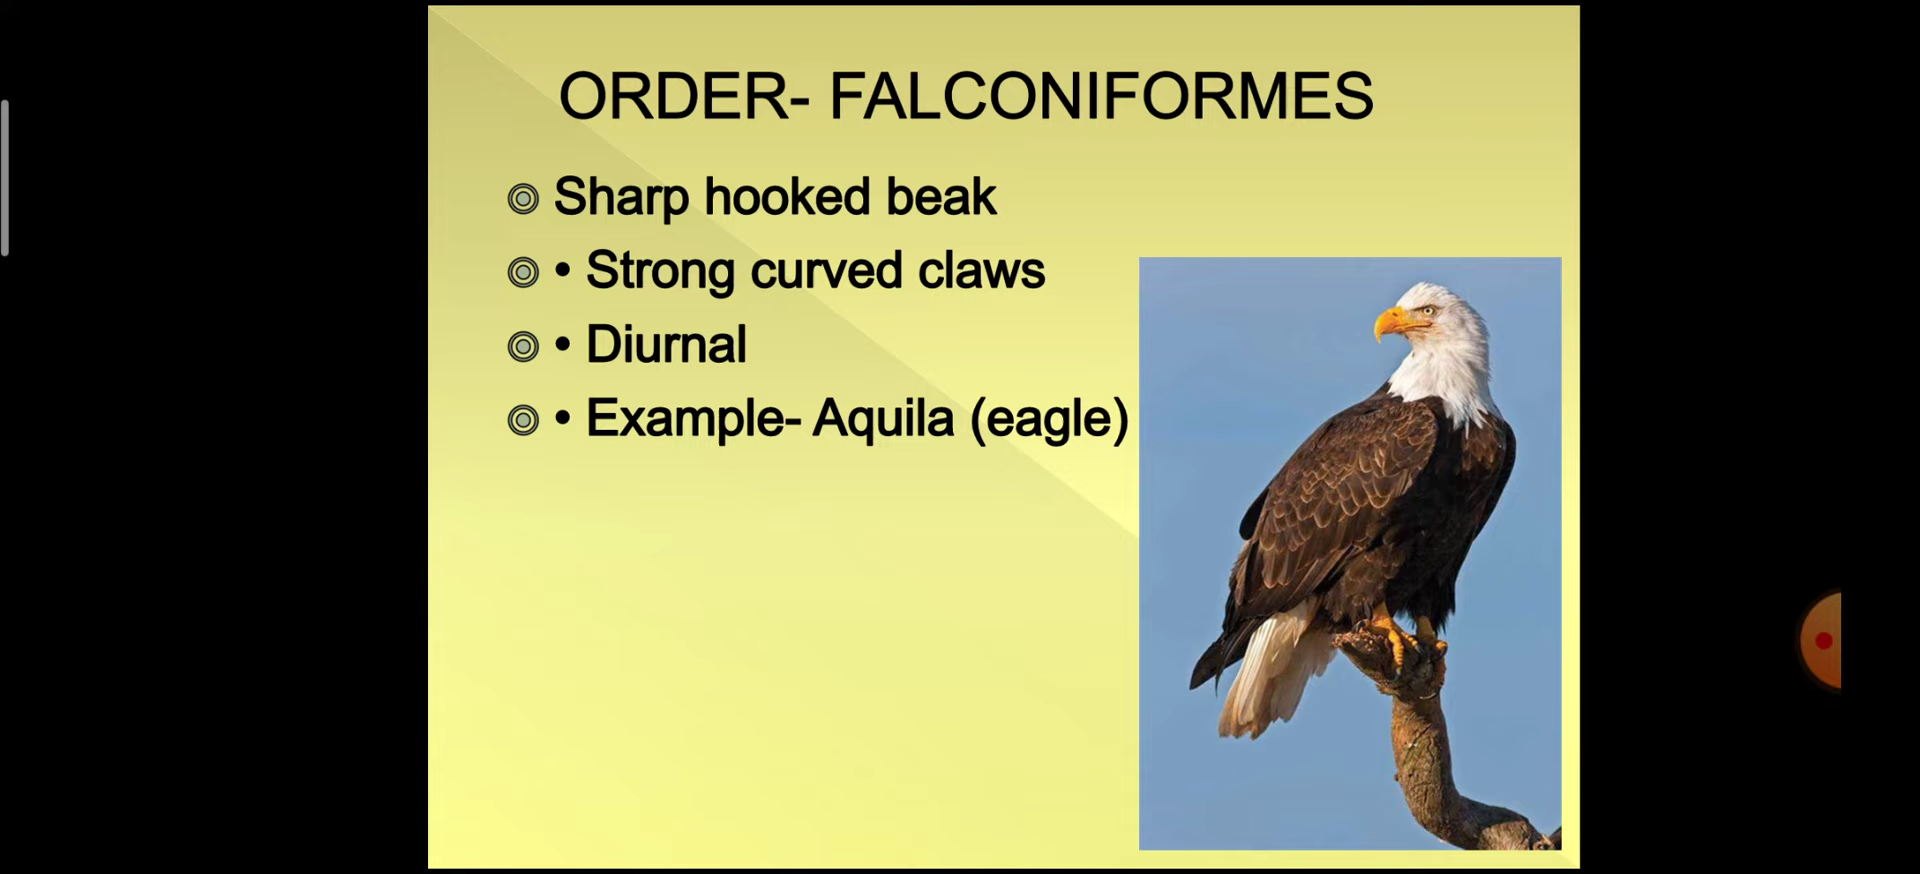 ORDER- FALCONIFORMES
Sharp hooked beak
• Strong curved claws
• Diurnal
• Example- Aquila (eagle)